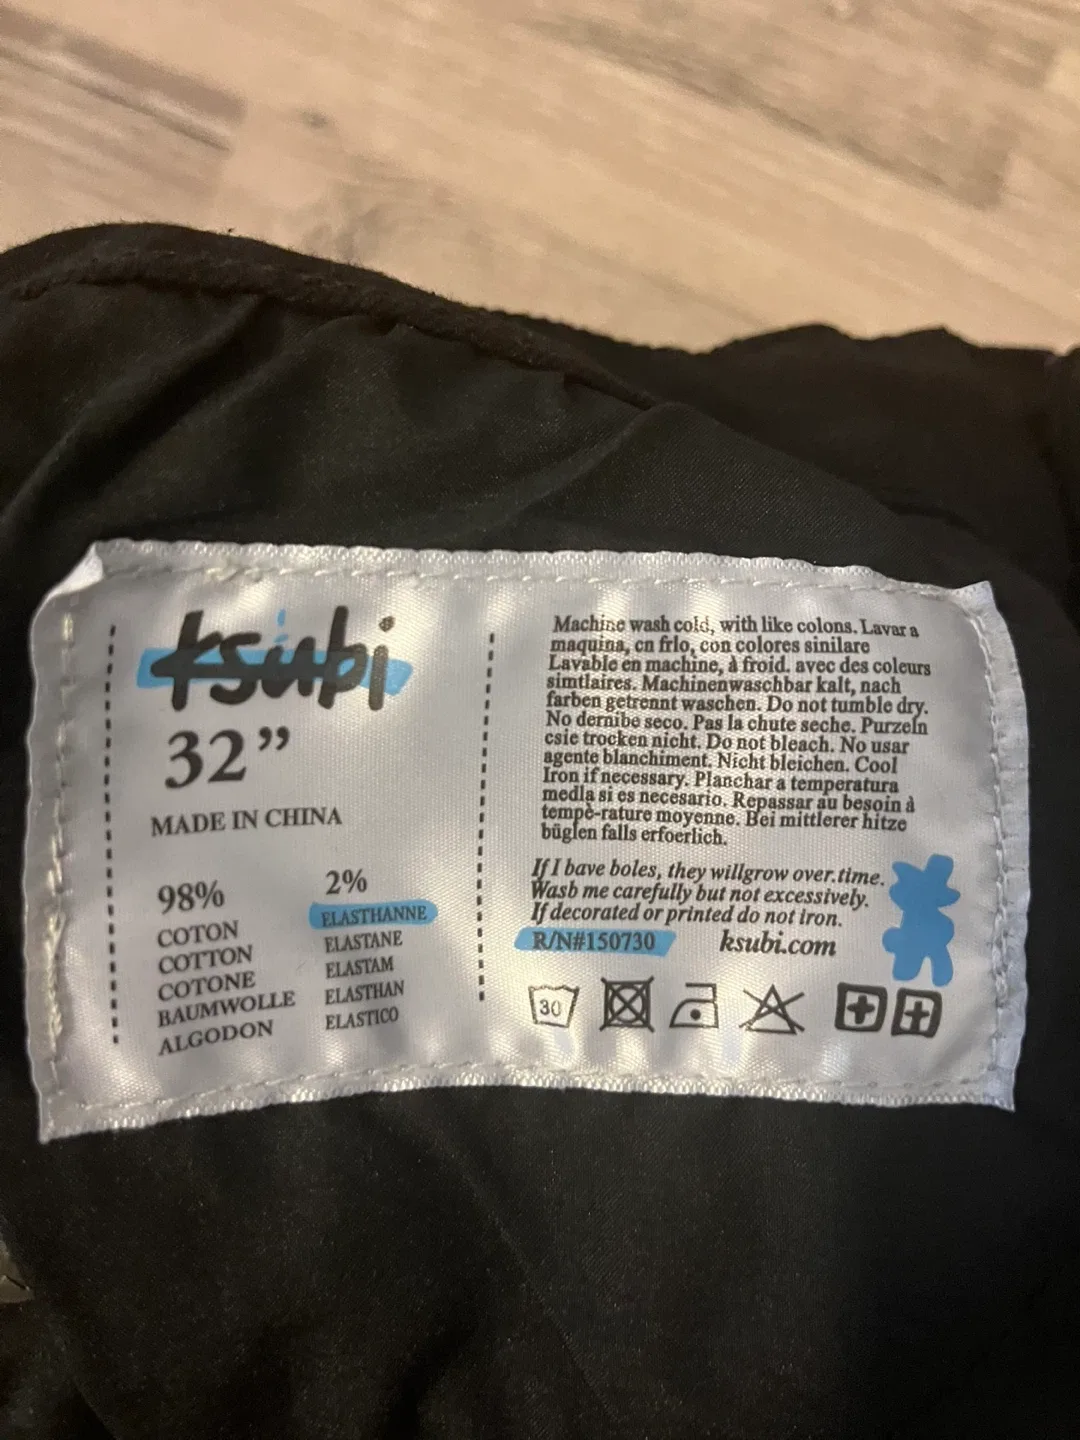 ksubi
32”
MADE IN CHINA
98%
COTON
COTTON
COTONE
BAUMWOLLE
ALGODON
2%
ELASTHANNE
ELASTANE
ELASTAM
ELASTHAN
ELASTICO
Machine wash cold, with like colons. Lavar a
maquina, cn frlo, con colores sinilare
Lavable en machine, à froid. avec des coleurs
simtlaires. Machinenwaschbar kalt, nach
farben getrennt waschen. Do not tumble dry.
No dernibe seco. Pas la chute seche. Purzeln
csie trocken nicht. Do not bleach. No usar
agente blanchiment. Nicht bleichen. Cool
Iron if necessary. Planchar a temperatura
medla si es necesario. Repassar au besoin à
tempè-rature moyenne. Bei mittlerer hitze
büglen falls erfoerlich.
If I bave boles, they willgrow over.time.
Wasb me carefully but not excessively.
If decorated or printed do not iron.
R/N#150730 ksubi.com
30